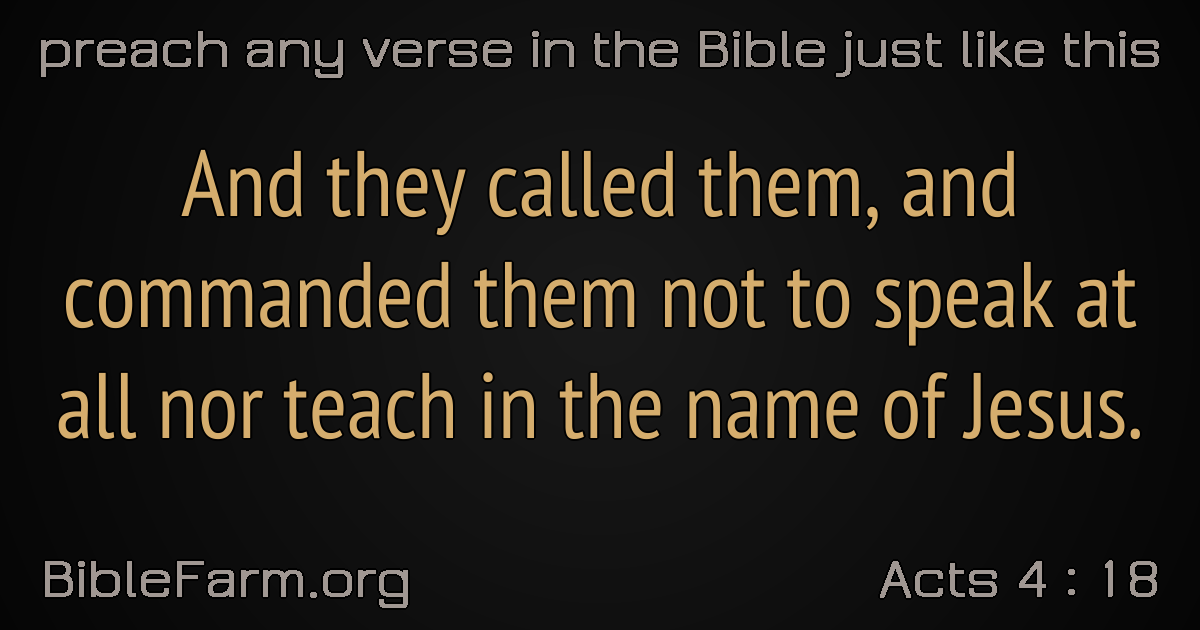 preach any verse in the Bible just like this
And they called them, and
commanded them not to speak at
all nor teach in the name of Jesus.
BibleFarm.org
Acts 4 : 18